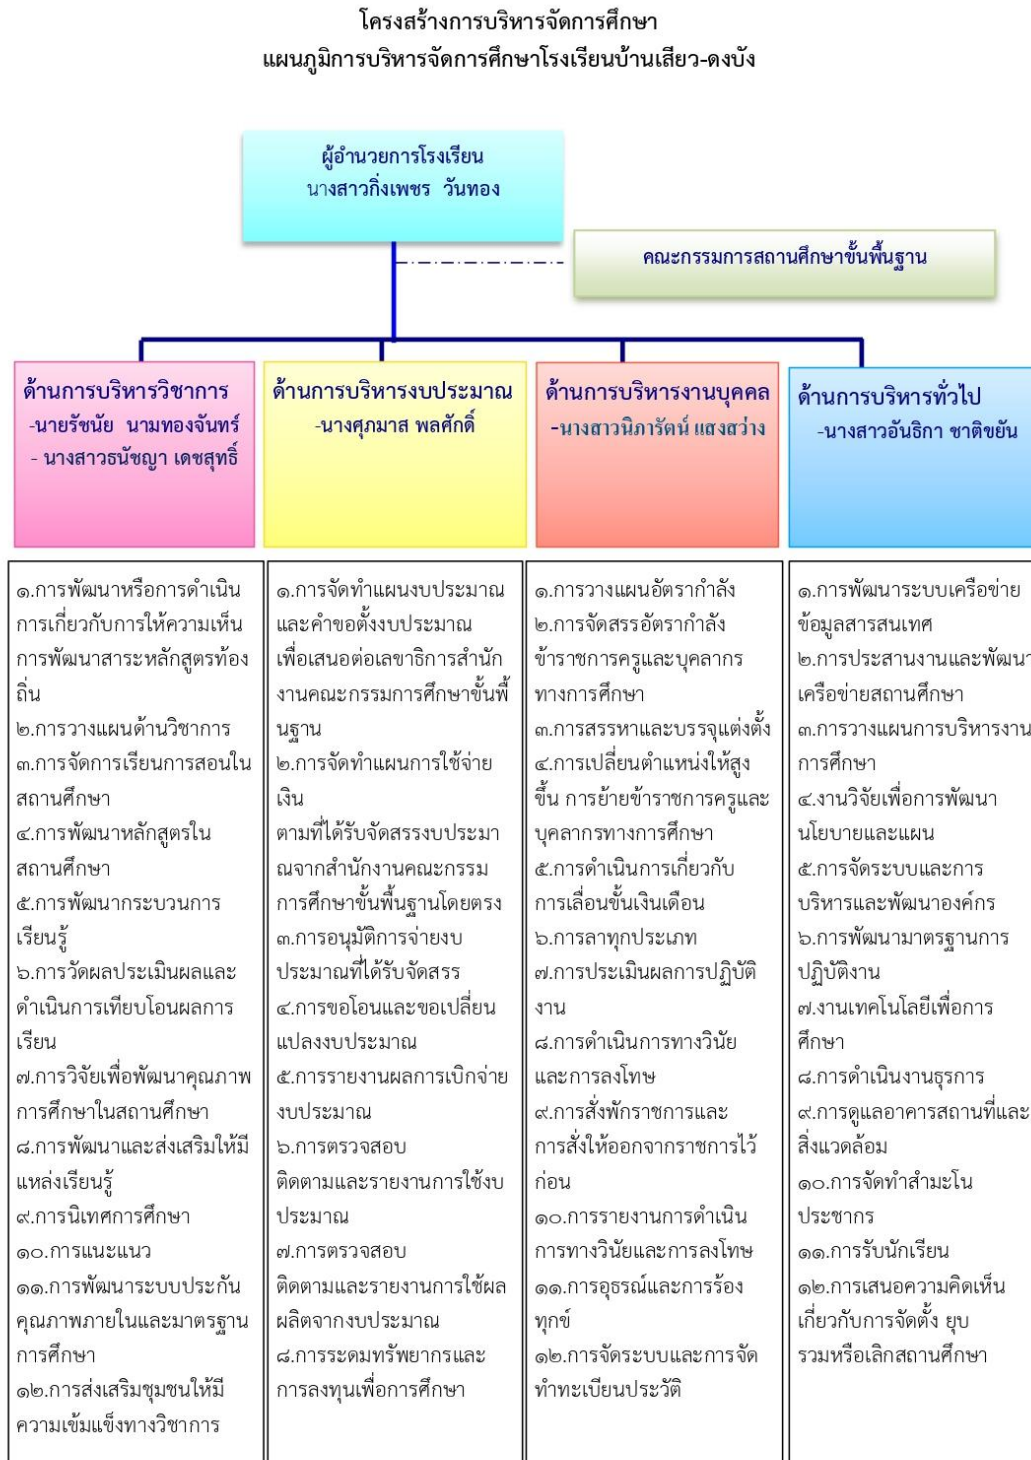 โครงสร้างการบริหารจัดการศึกษา
แผนภูมิการบริหารจัดการศึกษาโรงเรียนบ้านเสียว-ดงบัง
ผู้อำนวยการโรงเรียน
นางสาวกิ่งเพชร วันทอง
คณะกรรมการสถานศึกษาขั้นพื้นฐาน
ด้านการบริหารวิชาการ
-นายรัชนัย นามทองจันทร์
- นางสาวธนัชญา เดชสุทธิ์
ด้านการบริหารงบประมาณ
-นางศุภมาส พลศักดิ์
ด้านการบริหารงานบุคคล
-นางสาวนิภารัตน์ แสงสว่าง
ด้านการบริหารทั่วไป
-นางสาวอันธิกา ชาติขยัน
๑.การพัฒนาหรือการดำเนิน
การเกี่ยวกับการให้ความเห็น
การพัฒนาสาระหลักสูตรท้อง
ถิ่น
๒.การวางแผนด้านวิชาการ
๓.การจัดการเรียนการสอนใน
สถานศึกษา
๔.การพัฒนาหลักสูตรใน
สถานศึกษา
๕.การพัฒนากระบวนการ
เรียนรู้
๖.การวัดผลประเมินผลและ
ดำเนินการเทียบโอนผลการ
เรียน
๗.การวิจัยเพื่อพัฒนาคุณภาพ
การศึกษาในสถานศึกษา
๘.การพัฒนาและส่งเสริมให้มี
แหล่งเรียนรู้
๙.การนิเทศการศึกษา
๑๐.การแนะแนว
๑๑.การพัฒนาระบบประกัน
คุณภาพภายในและมาตรฐาน
การศึกษา
๑๒.การส่งเสริมชุมชนให้มี
ความเข้มแข็งทางวิชาการ
๑.การจัดทำแผนงบประมาณ
และคำขอตั้งงบประมาณ
เพื่อเสนอต่อเลขาธิการสำนัก
งานคณะกรรมการศึกษาขั้นพื้
นฐาน
๒.การจัดทำแผนการใช้จ่าย
เงิน
ตามที่ได้รับจัดสรรงบประมา
ณจากสำนักงานคณะกรรม
การศึกษาขั้นพื้นฐานโดยตรง
๓.การอนุมัติการจ่ายงบ
ประมาณที่ได้รับจัดสรร
๔.การขอโอนและขอเปลี่ยน
แปลงงบประมาณ
๕.การรายงานผลการเบิกจ่าย
งบประมาณ
๖.การตรวจสอบ
ติดตามและรายงานการใช้งบ
ประมาณ
๗.การตรวจสอบ
ติดตามและรายงานการใช้ผล
ผลิตจากงบประมาณ
๘.การระดมทรัพยากรและ
การลงทุนเพื่อการศึกษา
๑.การวางแผนอัตรากำลัง
๒.การจัดสรรอัตรากำลัง
ข้าราชการครูและบุคลากร
ทางการศึกษา
๓.การสรรหาและบรรจุแต่งตั้ง
๔.การเปลี่ยนตำแหน่งให้สูง
ขึ้น การย้ายข้าราชการครูและ
บุคลากรทางการศึกษา
๕.การดำเนินการเกี่ยวกับ
การเลื่อนขั้นเงินเดือน
๖.การลาทุกประเภท
๗.การประเมินผลการปฏิบัติ
งาน
๘.การดำเนินการทางวินัย
และการลงโทษ
๙.การสั่งพักราชการและ
การสั่งให้ออกจากราชการไว้
ก่อน
๑๐.การรายงานการดำเนิน
การทางวินัยและการลงโทษ
๑๑.การอุธรณ์และการร้อง
ทุกข์
๑๒.การจัดระบบและการจัด
ทำทะเบียนประวัติ
๑.การพัฒนาระบบเครือข่าย
ข้อมูลสารสนเทศ
๒.การประสานงานและพัฒนา
เครือข่ายสถานศึกษา
๓.การวางแผนการบริหารงาน
การศึกษา
๔.งานวิจัยเพื่อการพัฒนา
นโยบายและแผน
๕.การจัดระบบและการ
บริหารและพัฒนาองค์กร
๖.การพัฒนามาตรฐานการ
ปฏิบัติงาน
๗.งานเทคโนโลยีเพื่อการ
ศึกษา
๘.การดำเนินงานธุรการ
๙.การดูแลอาคารสถานที่และ
สิ่งแวดล้อม
๑๐.การจัดทำสำมะโน
ประชากร
๑๑.การรับนักเรียน
๑๒.การเสนอความคิดเห็น
เกี่ยวกับการจัดตั้ง ยุบ
รวมหรือเลิกสถานศึกษา